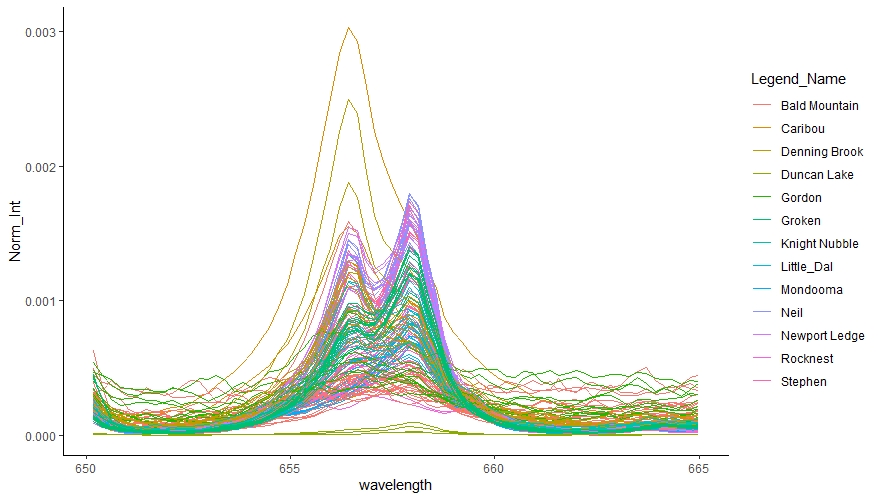 0.003
0.002
0.001
0.000
Norm_Int
650
655
660
665
wavelength
Legend_Name
Bald Mountain
Caribou
Denning Brook
Duncan Lake
Gordon
Groken
Knight Nubble
Little_Dal
Mondooma
Neil
Newport Ledge
Rocknest
Stephen